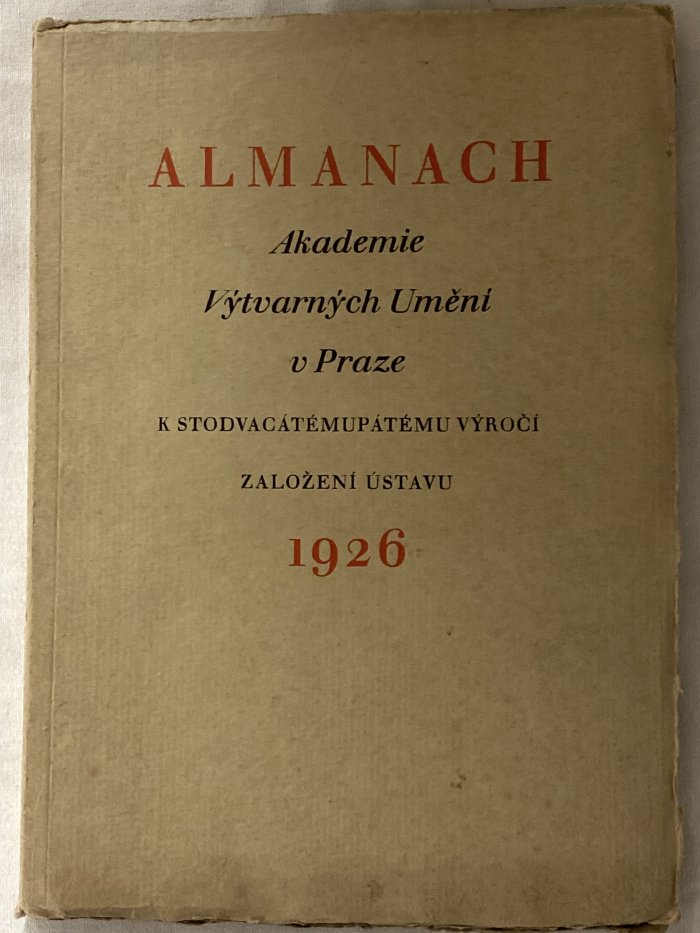 ALMANACH
Akademie
Výtvarných Umění
v Praze
K STODVACÁTÉMUPÁTÉMU VÝROČÍ
ZALOŽENÍ ÚSTAVU
1926